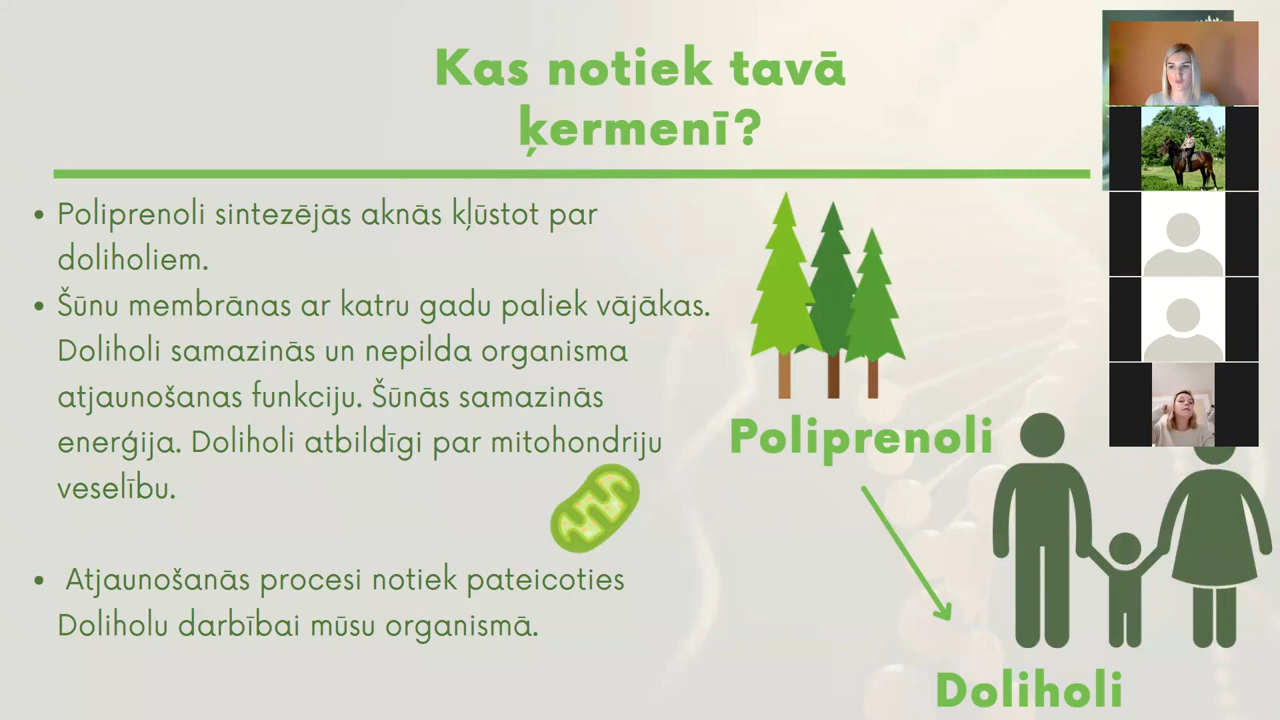 Kas notiek tavā
ķermenī?
• Poliprenoli sintezējās aknās kļūstot par
doliholiem.
• Šūnu membrānas ar katru gadu paliek vājākas.
Doliholi samazinās un nepilda organisma
atjaunošanas funkciju. Šūnās samazinās
enerģija. Doliholi atbildīgi par mitohondriju
veselību.
• Atjaunošanās procesi notiek pateicoties
Doliholu darbībai mūsu organismā.
Poliprenoli
Doliholi